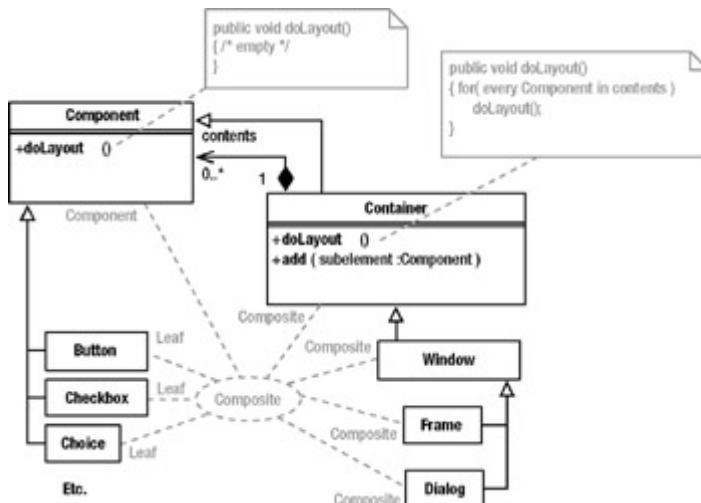 public void doLayout()
{ /* empty */
}
public void doLayout()
{ for( every Component in contents )
doLayout();
}
Component
+doLayout ()
contents
0..*
1
Component
Container
+doLayout ()
+add ( subelement :Component )
Composite
Leaf
Button
Composite
Window
Leaf
Checkbox
Composite
Choice
Leaf
Composite
Frame
Etc.
Composite
Dialog